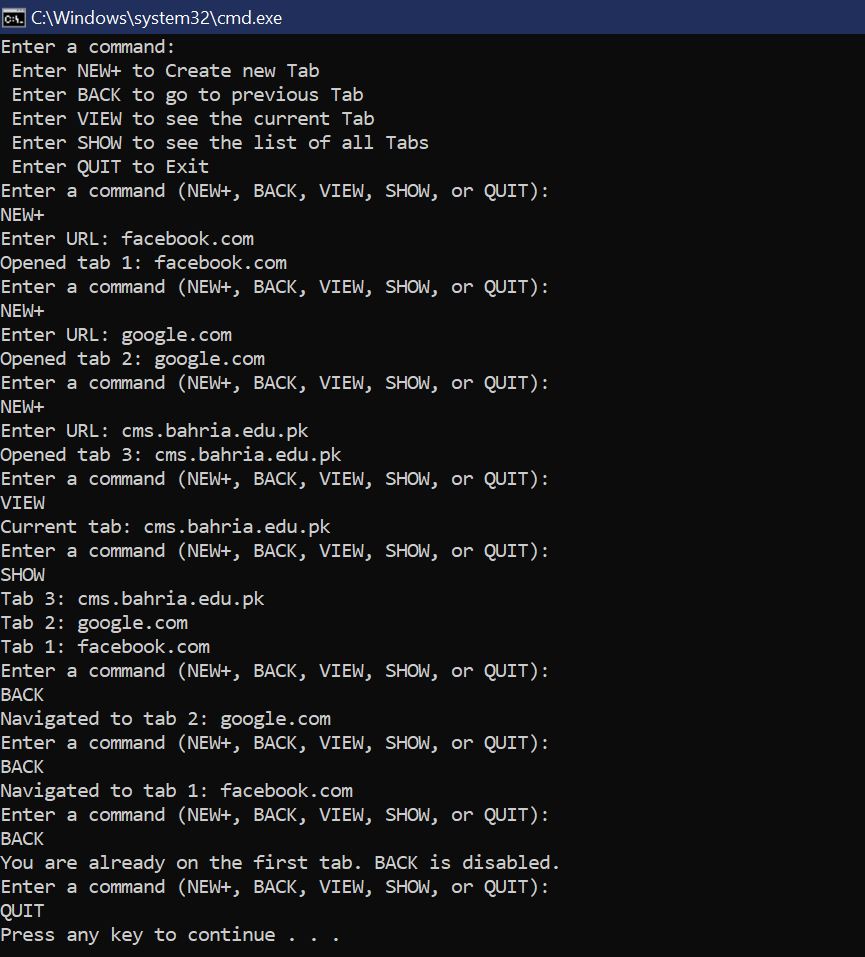 C:\Windows\system32\cmd.exe
Enter a command:
 Enter NEW+ to Create new Tab
 Enter BACK to go to previous Tab
 Enter VIEW to see the current Tab
 Enter SHOW to see the list of all Tabs
 Enter QUIT to Exit
Enter a command (NEW+, BACK, VIEW, SHOW, or QUIT):
NEW+
Enter URL: facebook.com
Opened tab 1: facebook.com
Enter a command (NEW+, BACK, VIEW, SHOW, or QUIT):
NEW+
Enter URL: google.com
Opened tab 2: google.com
Enter a command (NEW+, BACK, VIEW, SHOW, or QUIT):
NEW+
Enter URL: cms.bahria.edu.pk
Opened tab 3: cms.bahria.edu.pk
Enter a command (NEW+, BACK, VIEW, SHOW, or QUIT):
VIEW
Current tab: cms.bahria.edu.pk
Enter a command (NEW+, BACK, VIEW, SHOW, or QUIT):
SHOW
Tab 3: cms.bahria.edu.pk
Tab 2: google.com
Tab 1: facebook.com
Enter a command (NEW+, BACK, VIEW, SHOW, or QUIT):
BACK
Navigated to tab 2: google.com
Enter a command (NEW+, BACK, VIEW, SHOW, or QUIT):
BACK
Navigated to tab 1: facebook.com
Enter a command (NEW+, BACK, VIEW, SHOW, or QUIT):
BACK
You are already on the first tab. BACK is disabled.
Enter a command (NEW+, BACK, VIEW, SHOW, or QUIT):
QUIT
Press any key to continue . . .